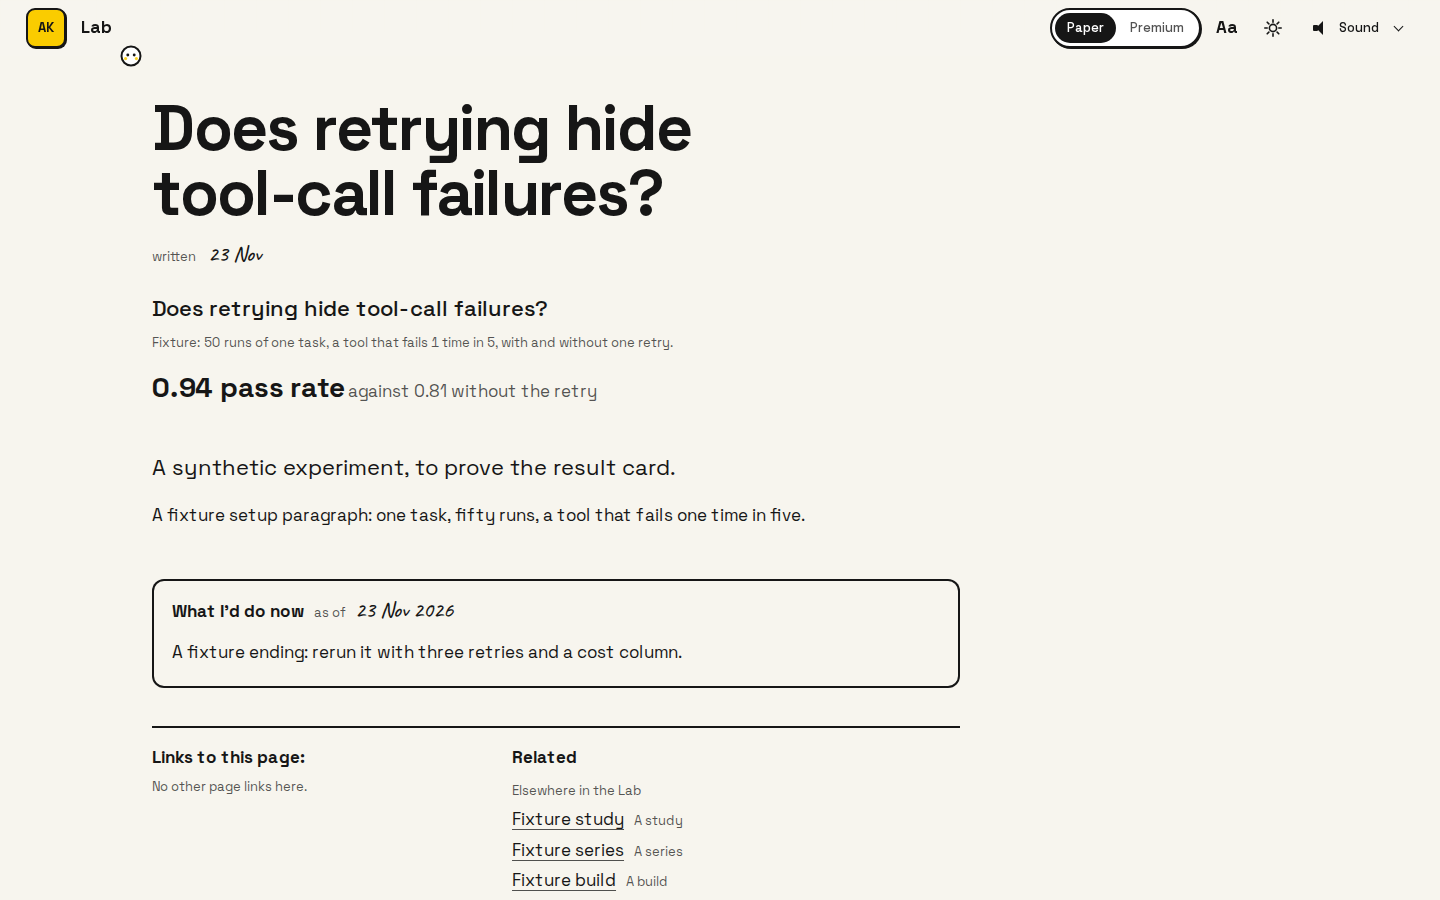 AK Lab
Paper Premium Aa Sound
Does retrying hide
tool-call failures?
written 23 Nov
Does retrying hide tool-call failures?
Fixture: 50 runs of one task, a tool that fails 1 time in 5, with and without one retry.
0.94 pass rate against 0.81 without the retry
A synthetic experiment, to prove the result card.
A fixture setup paragraph: one task, fifty runs, a tool that fails one time in five.
What I'd do now as of 23 Nov 2026
A fixture ending: rerun it with three retries and a cost column.
Links to this page:
No other page links here.
Related
Elsewhere in the Lab
Fixture study A study
Fixture series A series
Fixture build A build